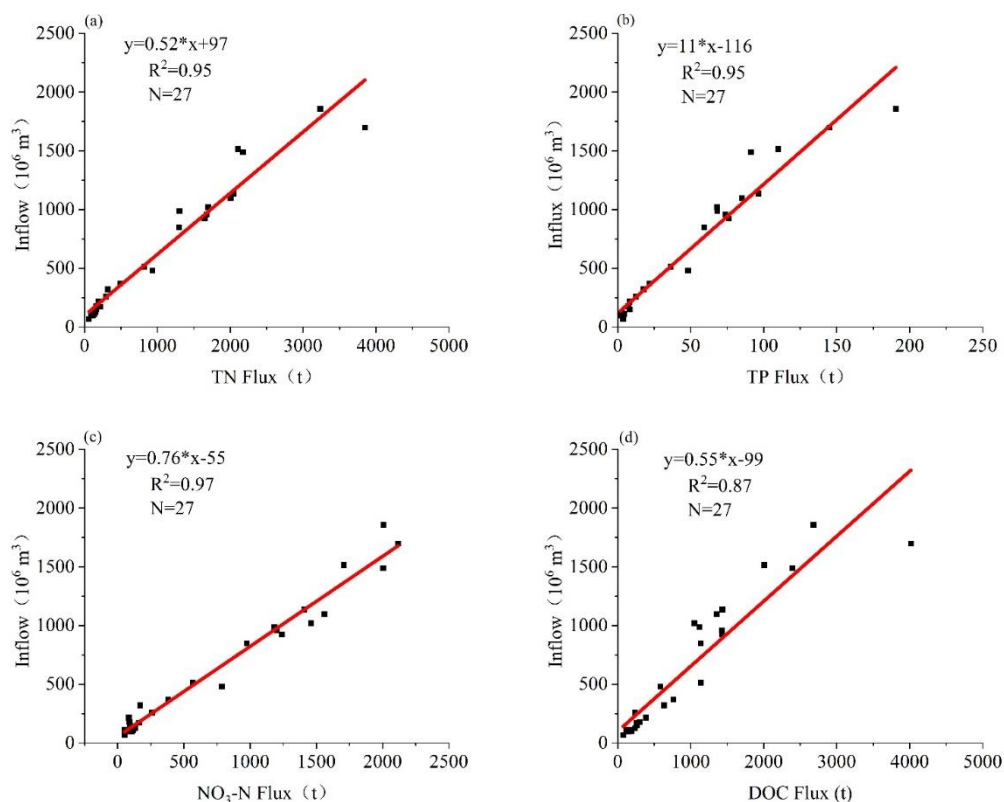 (a)
y=0.52*x+97
R²=0.95
N=27
2500
2000
1500
1000
500
0
Inflow（10⁶ m³）
0 1000 2000 3000 4000 5000
TN Flux（t）
(b)
y=11*x-116
R²=0.95
N=27
2500
2000
1500
1000
500
0
Influx（10⁶ m³）
0 50 100 150 200 250
TP Flux（t）
(c)
y=0.76*x-55
R²=0.97
N=27
2500
2000
1500
1000
500
0
Inflow（10⁶ m³）
0 500 1000 1500 2000 2500
NO₃-N Flux（t）
(d)
y=0.55*x-99
R²=0.87
N=27
2500
2000
1500
1000
500
0
Inflow（10⁶ m³）
0 1000 2000 3000 4000 5000
DOC Flux (t)